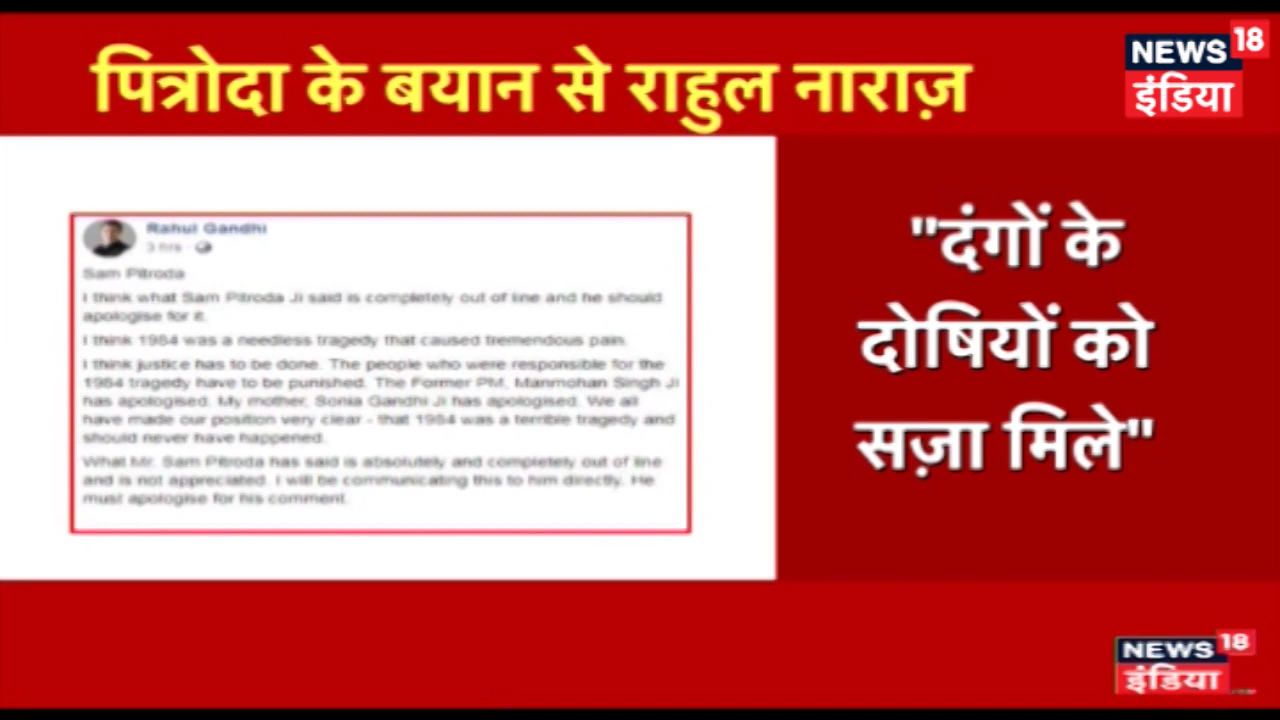 पित्रोदा के बयान से राहुल नाराज़
NEWS 18
इंडिया
Rahul Gandhi
3 hrs
Sam Pitroda
I think what Sam Pitroda Ji said is completely out of line and he should
apologise for it.
I think 1984 was a needless tragedy that caused tremendous pain.
I think justice has to be done. The people who were responsible for the
1984 tragedy have to be punished. The Former PM, Manmohan Singh Ji
has apologised. My mother, Sonia Gandhi Ji has apologised. We all
have made our position very clear - that 1984 was a terrible tragedy and
should never have happened.
What Mr. Sam Pitroda has said is absolutely and completely out of line
and is not appreciated. I will be communicating this to him directly. He
must apologise for his comment.
"दंगों के
दोषियों को
सज़ा मिले"
NEWS 18
इंडिया